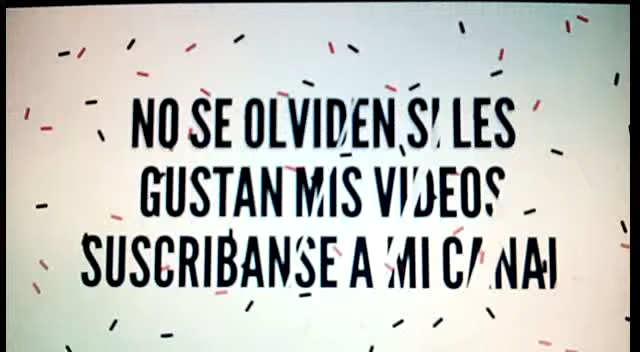 NO SE OLVIDEN SI LES
GUSTAN MIS VIDEOS
SUSCRIBANSE A MI CANAL